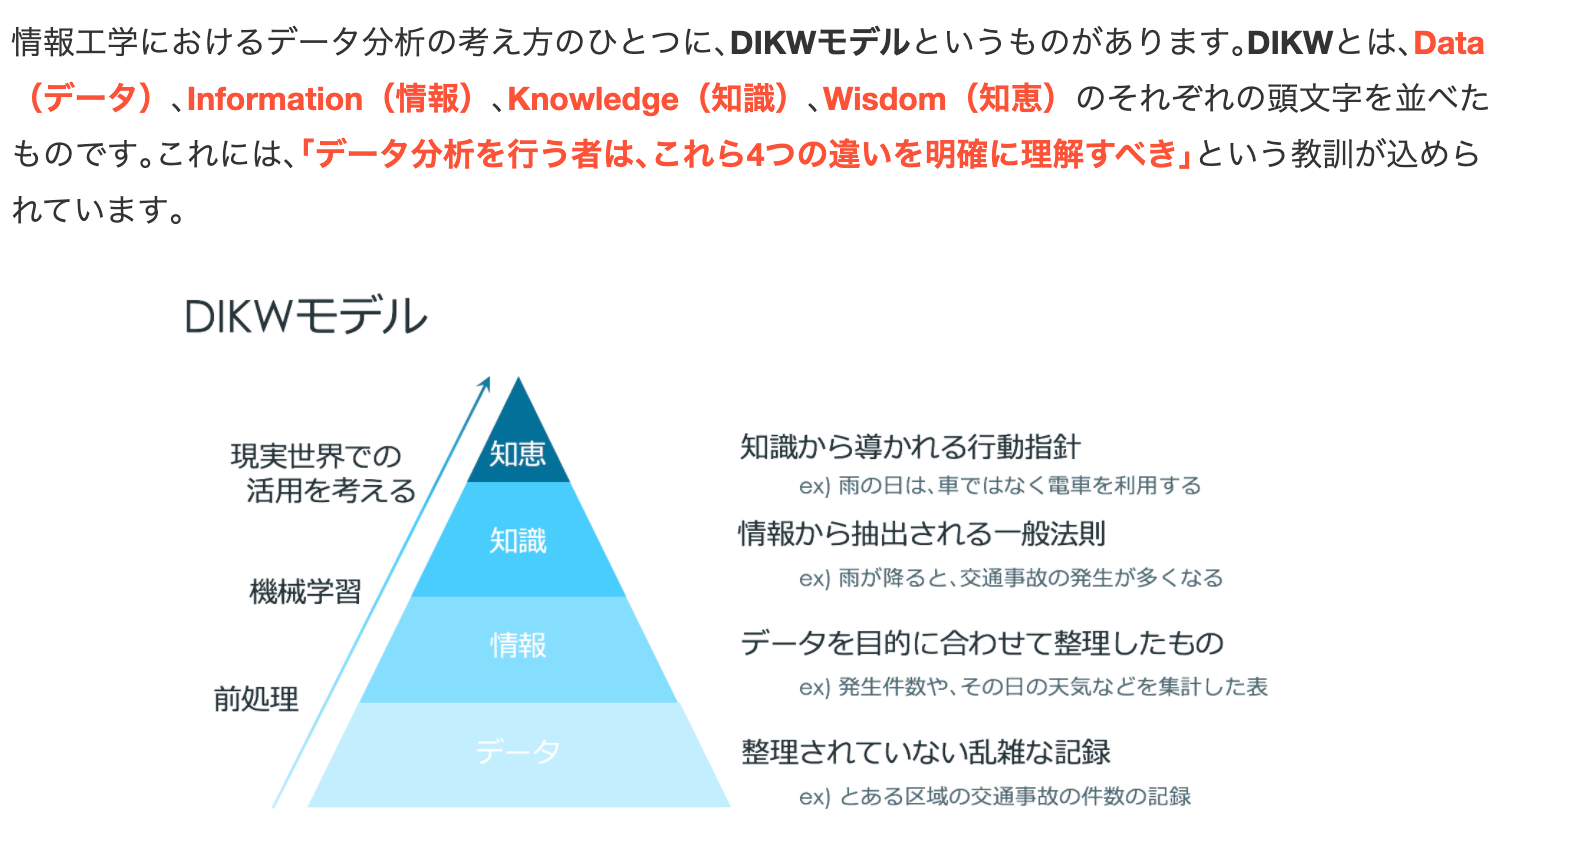 情報工学におけるデータ分析の考え方のひとつに、DIKWモデルというものがあります。DIKWとは、Data
（データ）、Information（情報）、Knowledge（知識）、Wisdom（知恵）のそれぞれの頭文字を並べた
ものです。これには、「データ分析を行う者は、これら4つの違いを明確に理解すべき」という教訓が込めら
れています。
DIKWモデル
現実世界での
活用を考える
機械学習
前処理
知恵
知識
情報
データ
知識から導かれる行動指針
ex) 雨の日は、車ではなく電車を利用する
情報から抽出される一般法則
ex) 雨が降ると、交通事故の発生が多くなる
データを目的に合わせて整理したもの
ex) 発生件数や、その日の天気などを集計した表
整理されていない乱雑な記録
ex) とある区域の交通事故の件数の記録